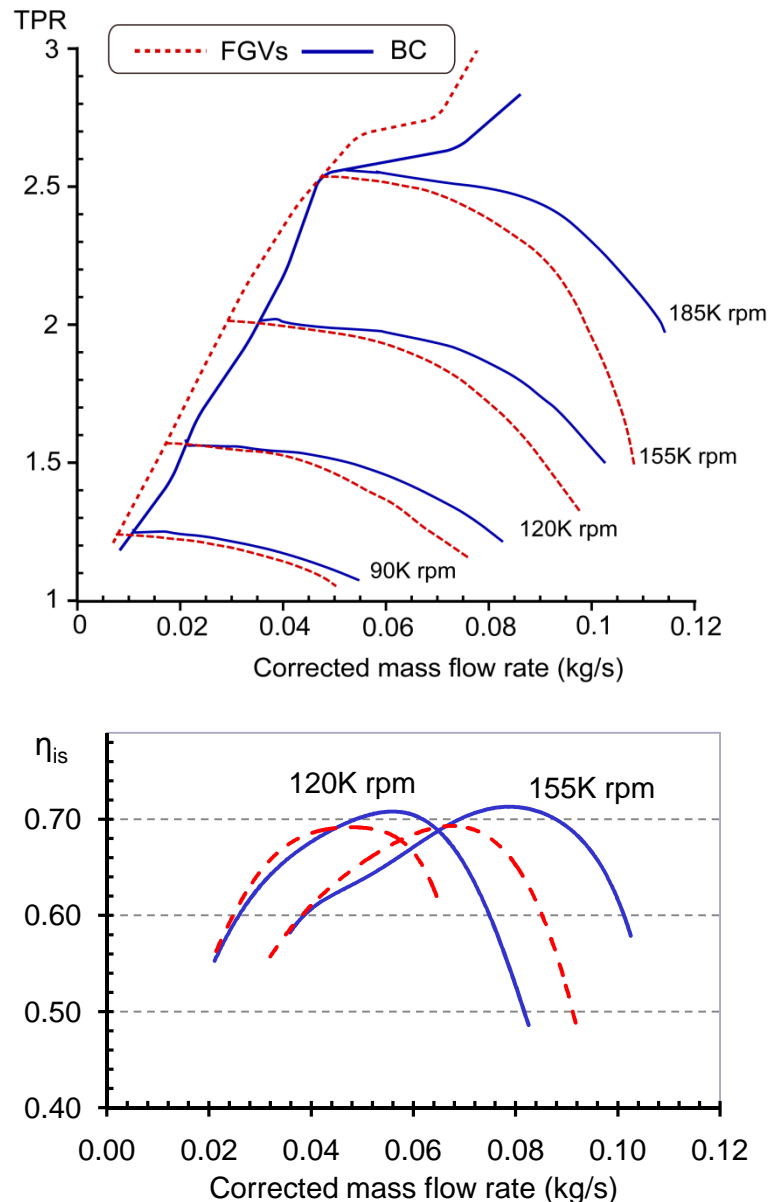 TPR
3
FGVs BC
2.5
2
185K rpm
1.5
155K rpm
120K rpm
90K rpm
1
0 0.02 0.04 0.06 0.08 0.1 0.12
Corrected mass flow rate (kg/s)
ηis
120K rpm 155K rpm
0.70
0.60
0.50
0.40
0.00 0.02 0.04 0.06 0.08 0.10 0.12
Corrected mass flow rate (kg/s)